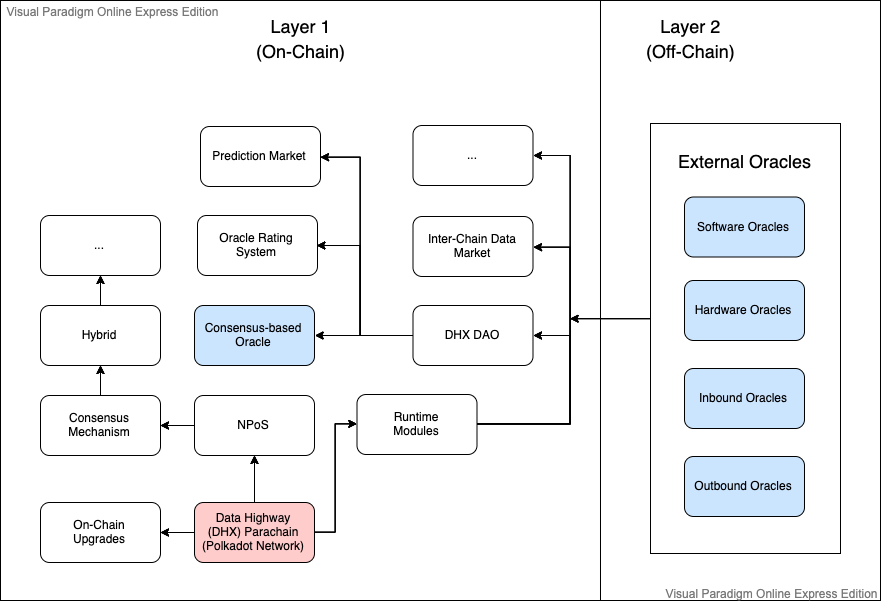 Visual Paradigm Online Express Edition
Layer 1
(On-Chain)
Layer 2
(Off-Chain)
Prediction Market
...
External Oracles
Software Oracles
...
Oracle Rating
System
Inter-Chain Data
Market
Hardware Oracles
Hybrid
Consensus-based
Oracle
DHX DAO
Inbound Oracles
Consensus
Mechanism
NPoS
Runtime
Modules
Outbound Oracles
On-Chain
Upgrades
Data Highway
(DHX) Parachain
(Polkadot Network)
Visual Paradigm Online Express Edition